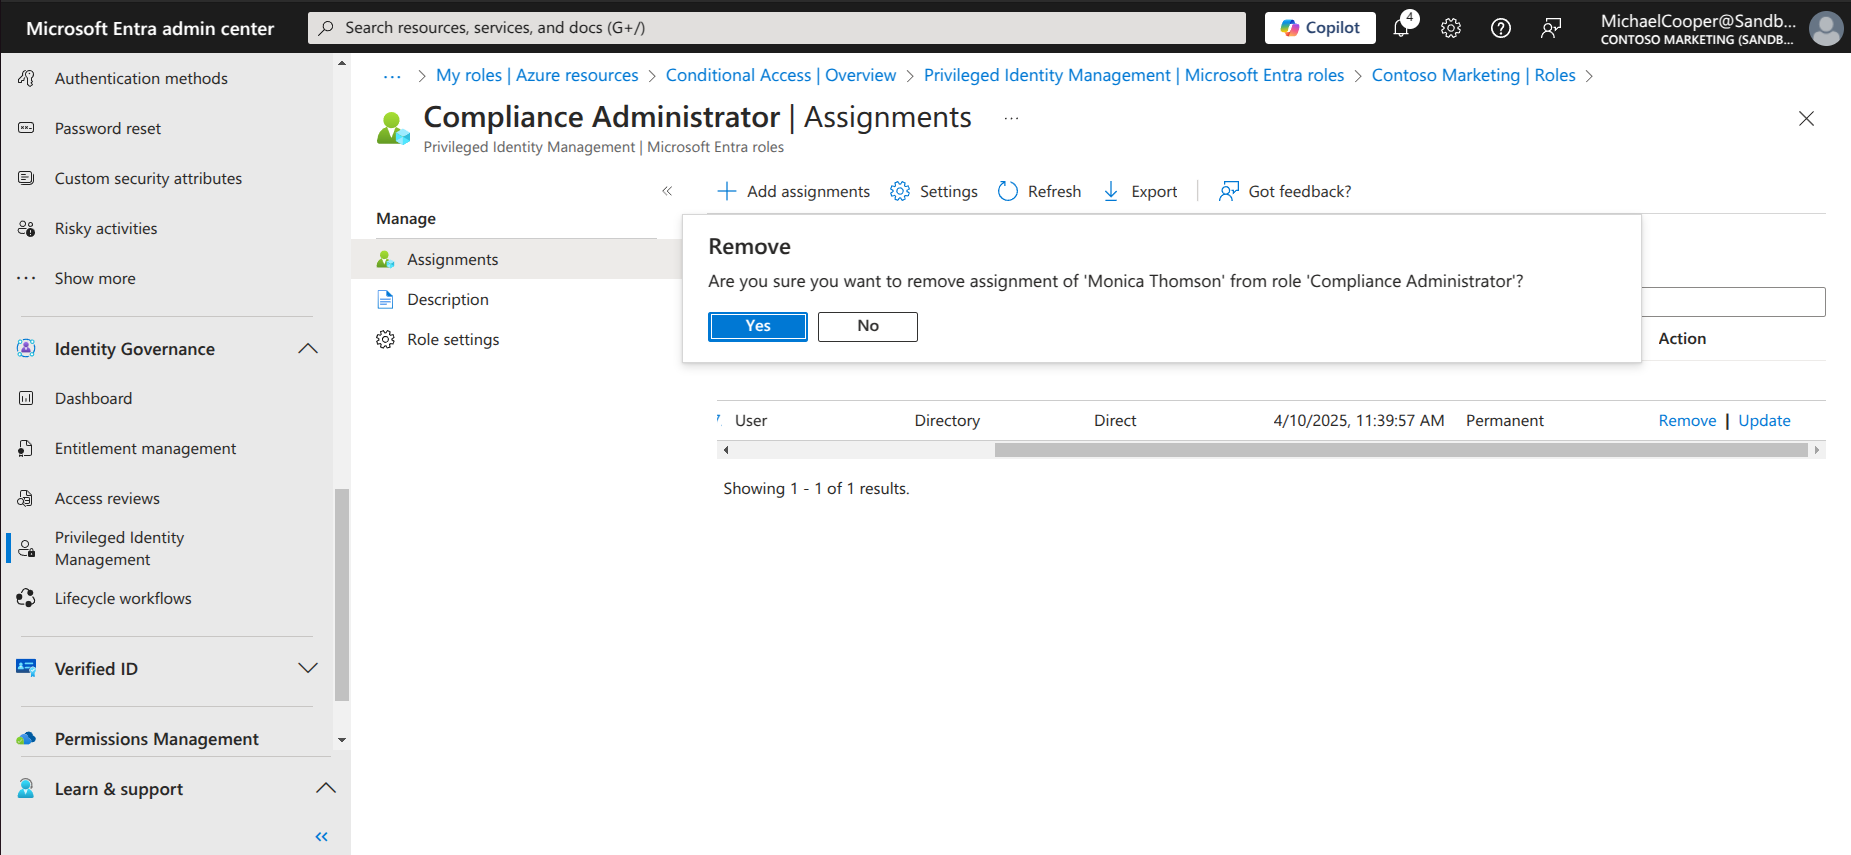 Microsoft Entra admin center
Search resources, services, and docs (G+/)
Copilot
4
MichaelCooper@Sandb...
CONTOSO MARKETING (SANDB...
Authentication methods
Password reset
Custom security attributes
Risky activities
Show more
Identity Governance
Dashboard
Entitlement management
Access reviews
Privileged Identity
Management
Lifecycle workflows
Verified ID
Permissions Management
Learn & support
... > My roles | Azure resources > Conditional Access | Overview > Privileged Identity Management | Microsoft Entra roles > Contoso Marketing | Roles >
Compliance Administrator | Assignments ...
Privileged Identity Management | Microsoft Entra roles
Manage
Assignments
Description
Role settings
Add assignments Settings Refresh Export Got feedback?
Remove
Are you sure you want to remove assignment of 'Monica Thomson' from role 'Compliance Administrator'?
Yes No
Action
User Directory Direct 4/10/2025, 11:39:57 AM Permanent Remove | Update
Showing 1 - 1 of 1 results.